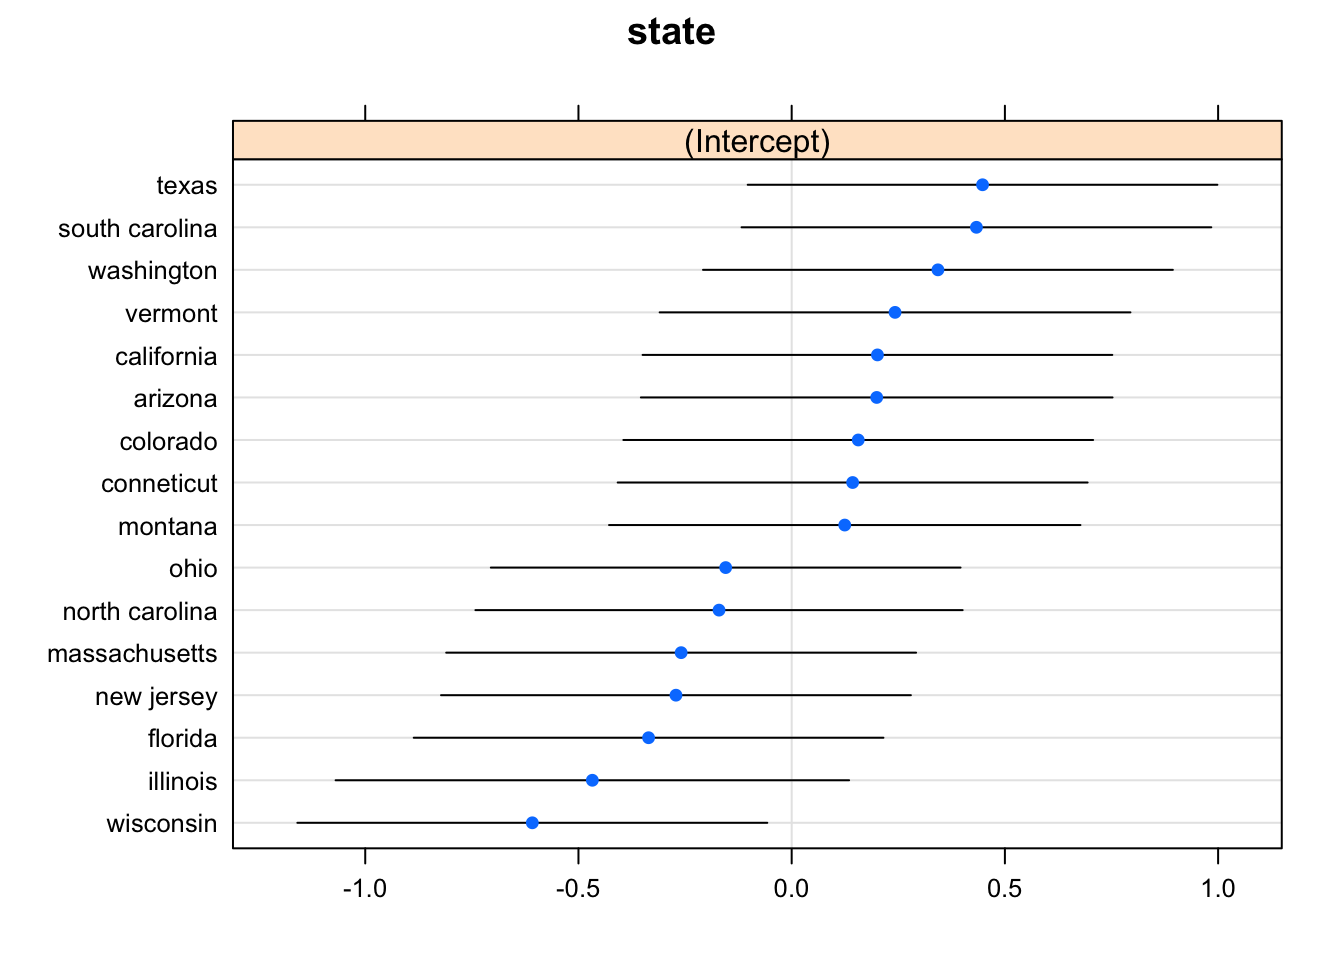 state
(Intercept)
texas
south carolina
washington
vermont
california
arizona
colorado
conneticut
montana
ohio
north carolina
massachusetts
new jersey
florida
illinois
wisconsin
-1.0 -0.5 0.0 0.5 1.0